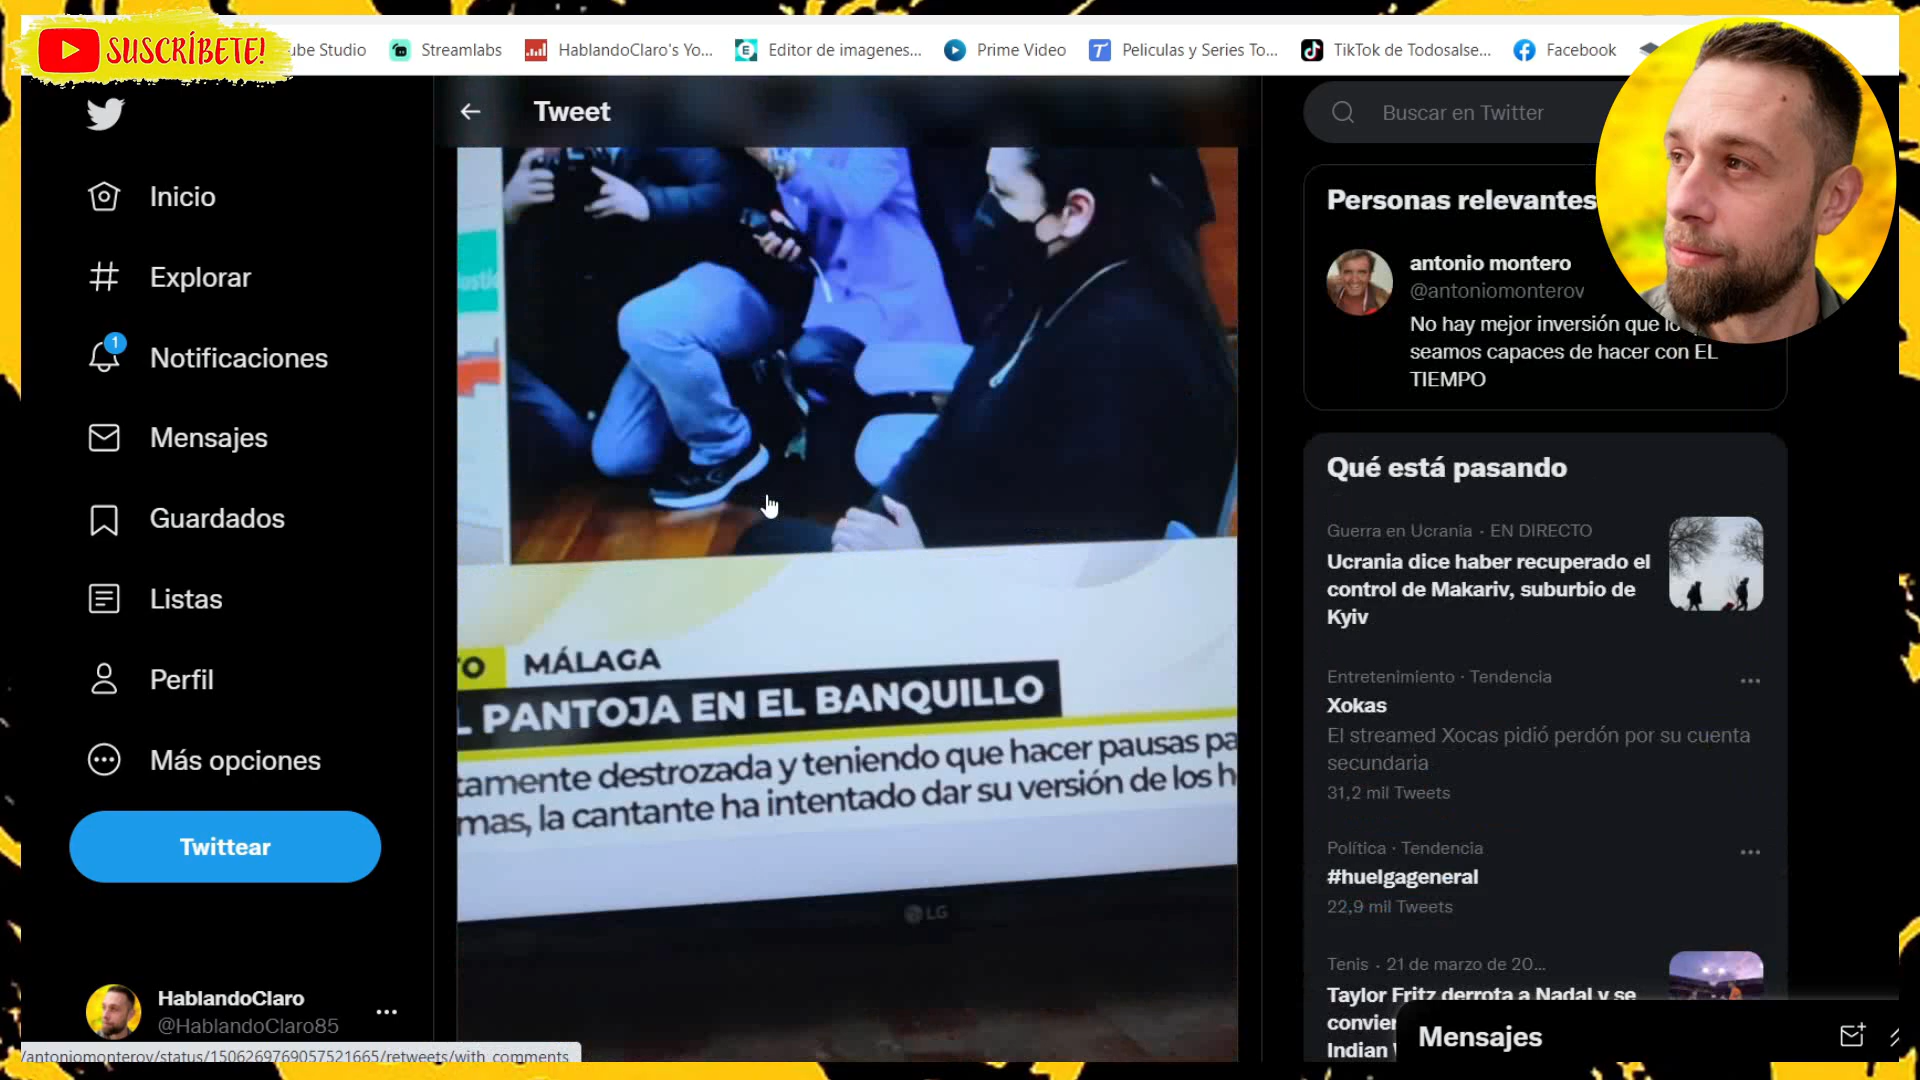 SUSCRÍBETE!
ube Studio
Streamlabs
HablandoClaro's Yo...
Editor de imagenes...
Prime Video
Peliculas y Series To...
TikTok de Todosalse...
Facebook
Tweet
Buscar en Twitter
Inicio
Explorar
1
Notificaciones
Mensajes
Guardados
Listas
Perfil
Más opciones
Twittear
HablandoClaro
@HablandoClaro85
/antoniomonterov/status/1506269769057521665/retweets/with_comments
TO MÁLAGA
L PANTOJA EN EL BANQUILLO
tamente destrozada y teniendo que hacer pausas pa
mas, la cantante ha intentado dar su versión de los h
LG
Personas relevantes
antonio montero
@antoniomonterov
No hay mejor inversión que lo
seamos capaces de hacer con EL
TIEMPO
Qué está pasando
Guerra en Ucrania · EN DIRECTO
Ucrania dice haber recuperado el
control de Makariv, suburbio de
Kyiv
Entretenimiento · Tendencia
Xokas
El streamed Xocas pidió perdón por su cuenta
secundaria
31,2 mil Tweets
Política · Tendencia
#huelgageneral
22,9 mil Tweets
Tenis · 21 de marzo de 20...
Taylor Fritz derrota a Nadal y se
convier
Indian
Mensajes